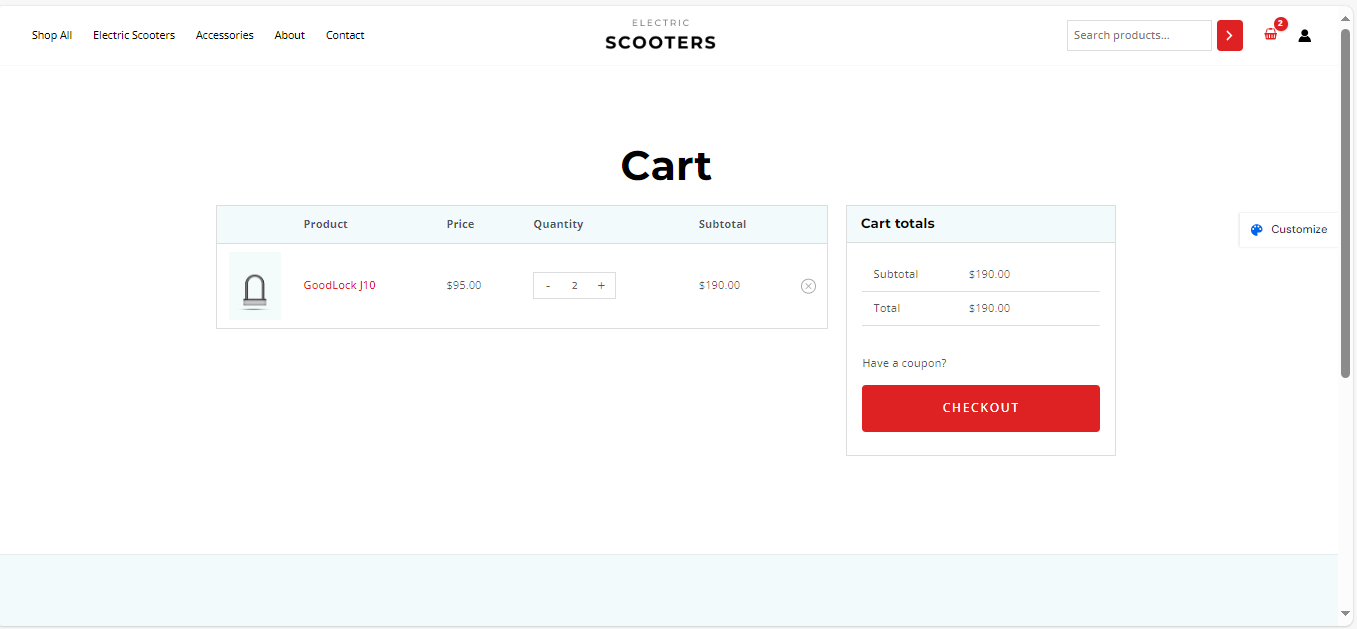 Shop All Electric Scooters Accessories About Contact
ELECTRIC
SCOOTERS
Search products...
2
Cart
Product Price Quantity Subtotal
GoodLock J10 $95.00 - 2 + $190.00
Cart totals
Subtotal $190.00
Total $190.00
Have a coupon?
CHECKOUT
Customize